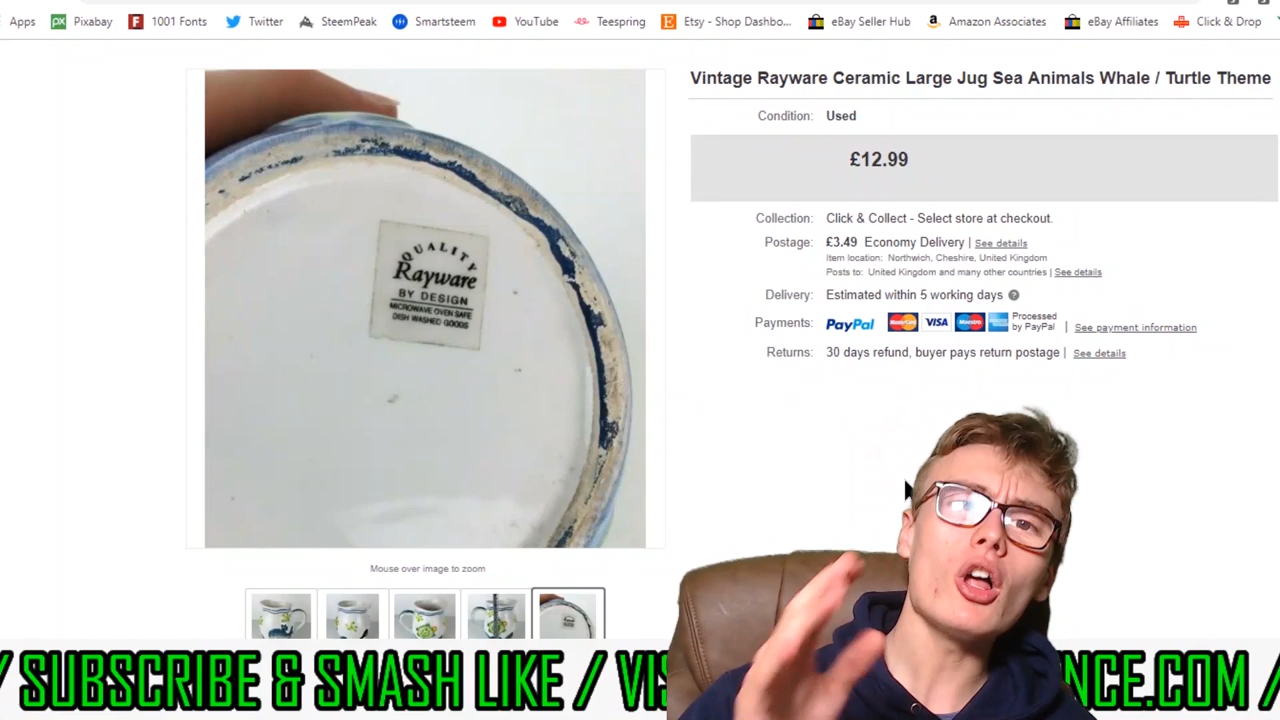 Apps
Pixabay
1001 Fonts
Twitter
SteemPeak
Smartsteem
YouTube
Teespring
Etsy - Shop Dashbo...
eBay Seller Hub
Amazon Associates
eBay Affiliates
Click & Drop
Vintage Rayware Ceramic Large Jug Sea Animals Whale / Turtle Theme
Condition: Used
£12.99
Collection: Click & Collect - Select store at checkout.
Postage: £3.49 Economy Delivery | See details
Item location: Northwich, Cheshire, United Kingdom
Posts to: United Kingdom and many other countries | See details
Delivery: Estimated within 5 working days
Payments: PayPal MasterCard VISA Maestro Processed by PayPal | See payment information
Returns: 30 days refund, buyer pays return postage | See details
QUALITY
Rayware
BY DESIGN
MICROWAVE OVEN SAFE
DISH WASHED GOODS
Mouse over image to zoom
/ SUBSCRIBE & SMASH LIKE / VIS NCE.COM /